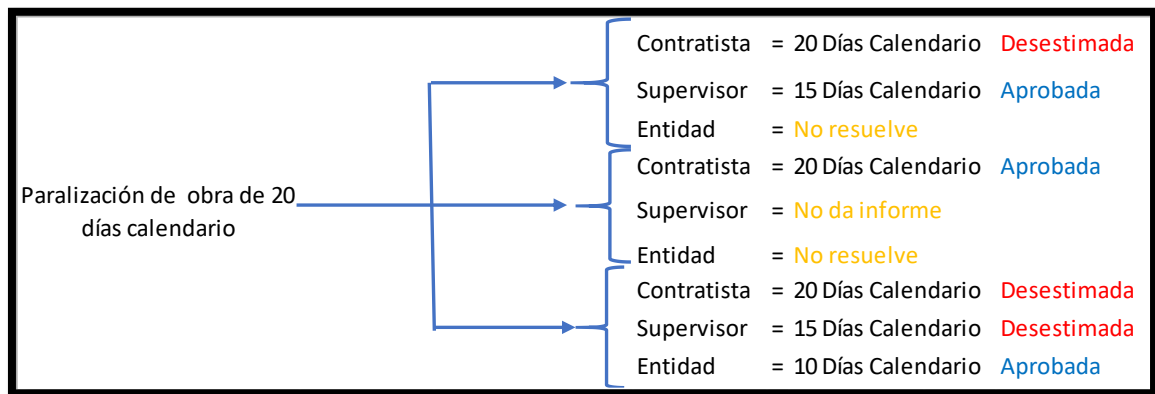 Paralización de obra de 20
días calendario
Contratista = 20 Días Calendario Desestimada
Supervisor = 15 Días Calendario Aprobada
Entidad = No resuelve
Contratista = 20 Días Calendario Aprobada
Supervisor = No da informe
Entidad = No resuelve
Contratista = 20 Días Calendario Desestimada
Supervisor = 15 Días Calendario Desestimada
Entidad = 10 Días Calendario Aprobada